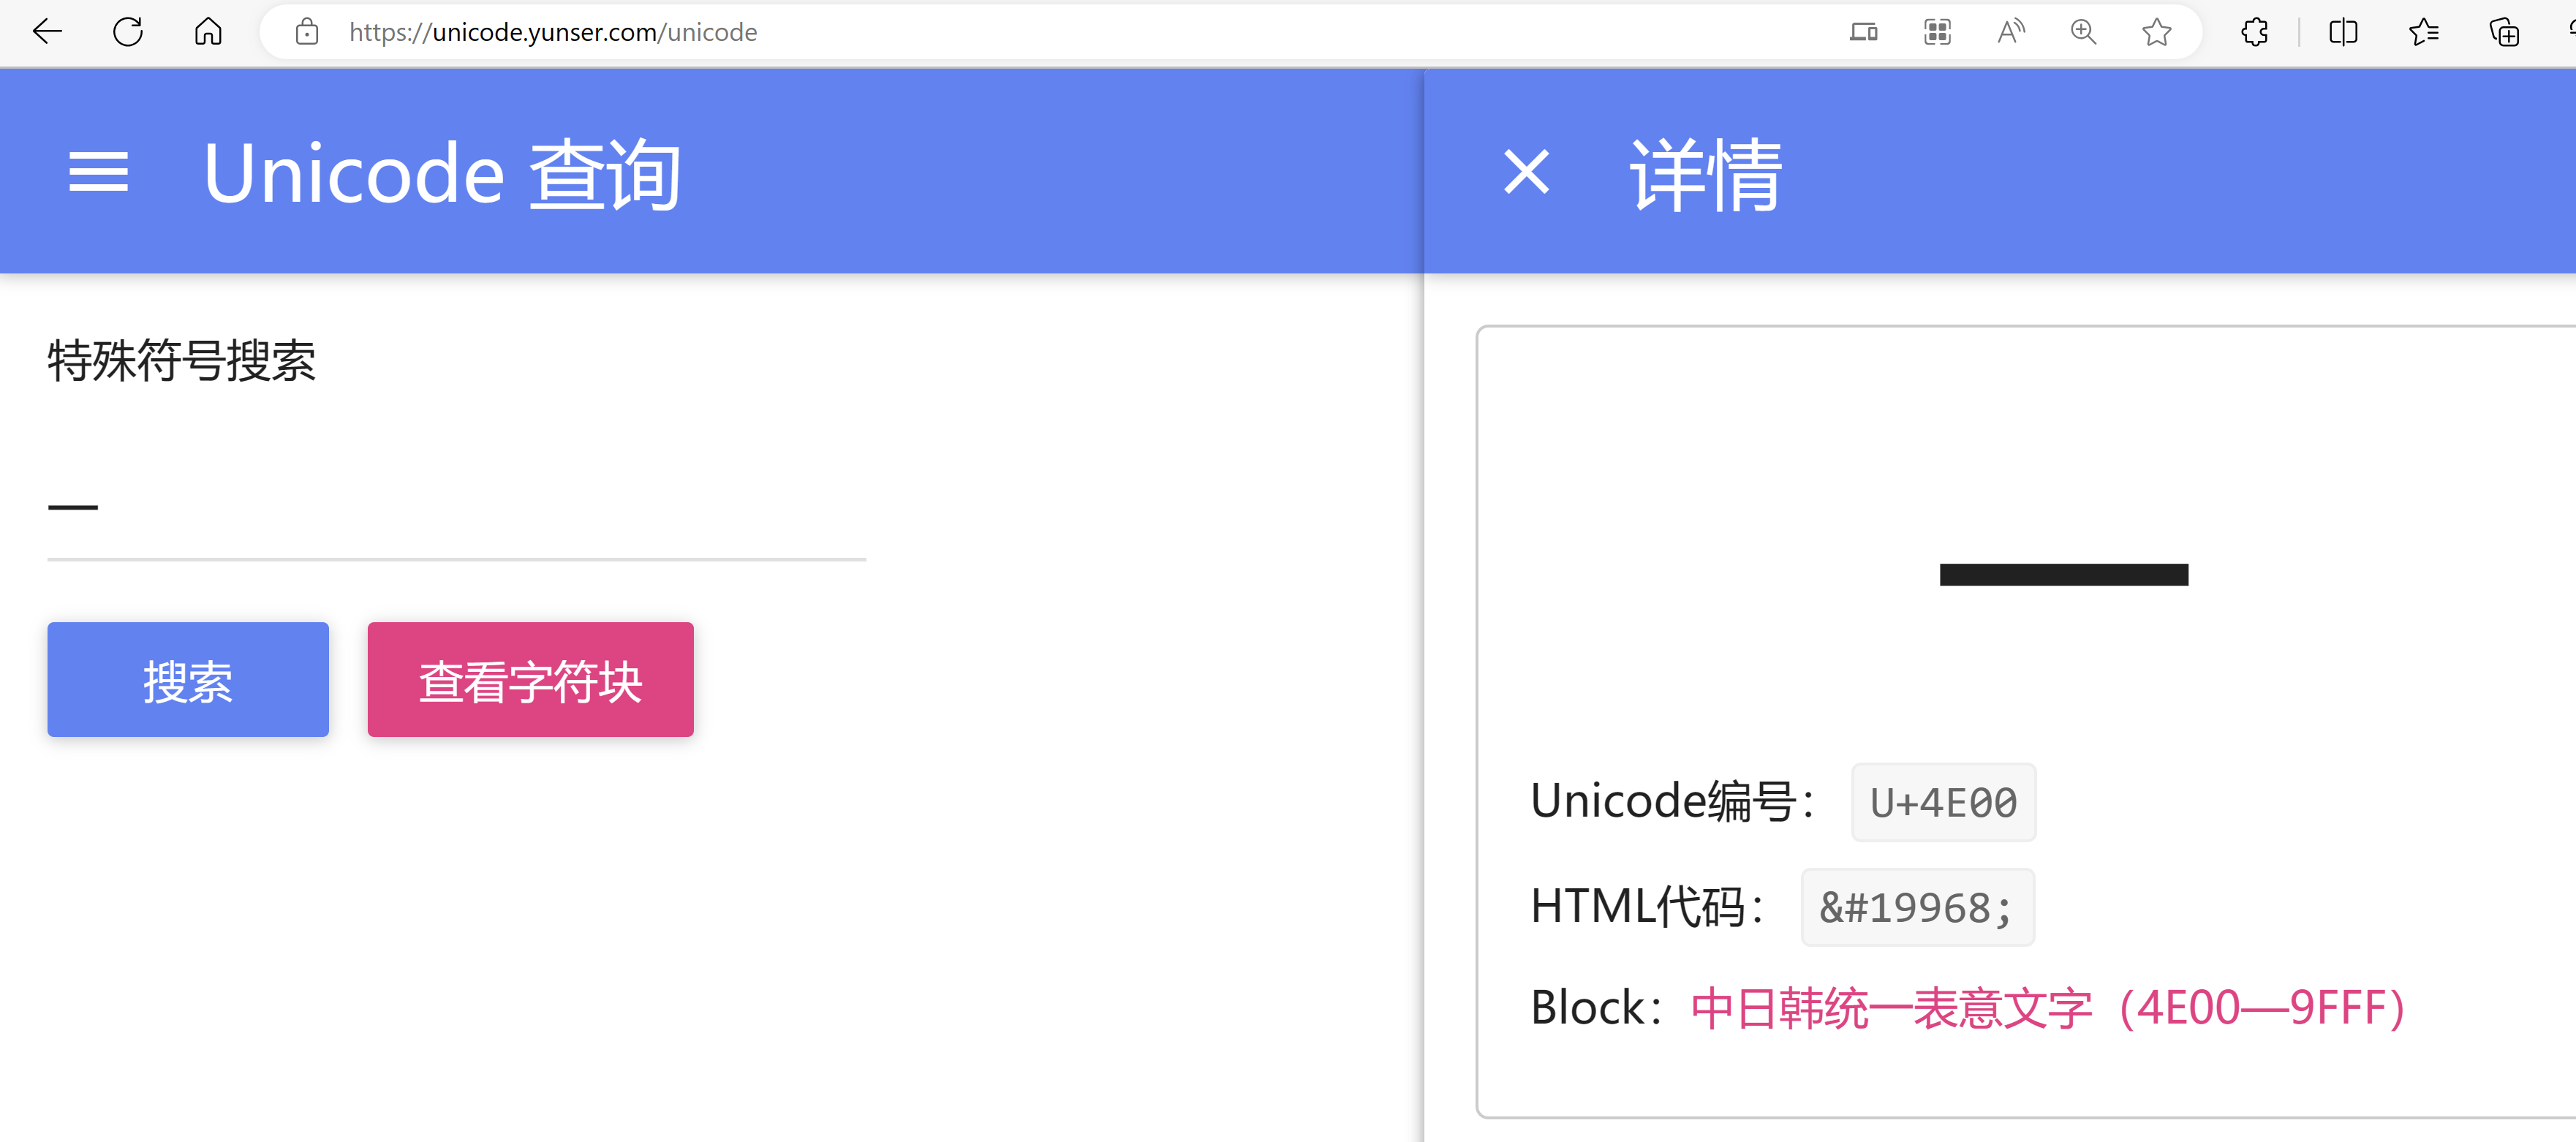 https://unicode.yunser.com/unicode
Unicode 查询
特殊符号搜索
一
搜索
查看字符块
详情
一
Unicode编号： U+4E00
HTML代码： &#19968;
Block：中日韩统一表意文字（4E00—9FFF）